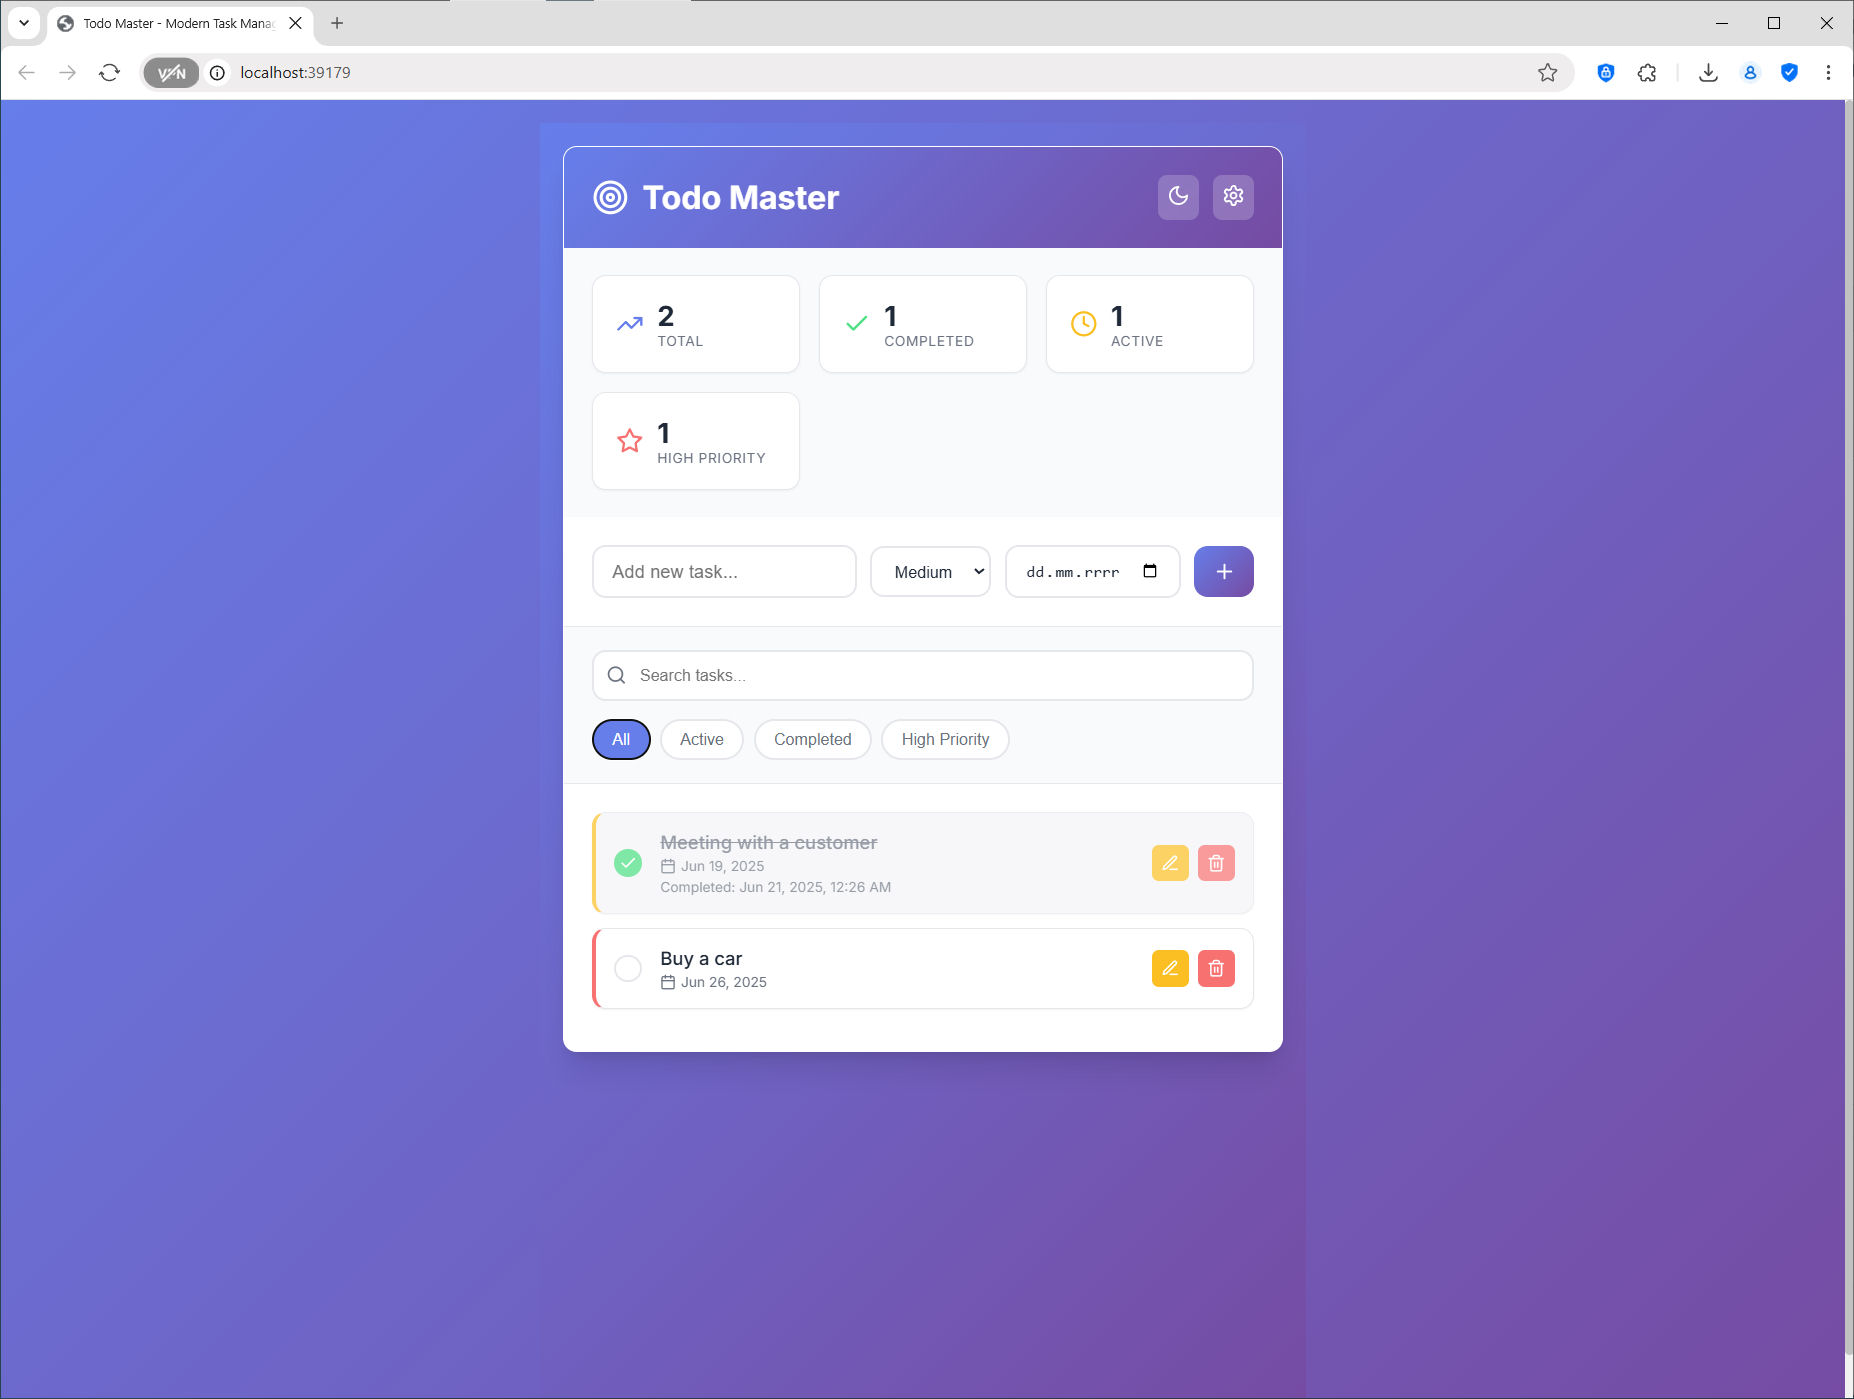 Todo Master - Modern Task Mana
VPN
localhost:39179
Todo Master
2
TOTAL
1
COMPLETED
1
ACTIVE
1
HIGH PRIORITY
Add new task...
Medium
dd.mm.rrrr
Search tasks...
All
Active
Completed
High Priority
Meeting with a customer
Jun 19, 2025
Completed: Jun 21, 2025, 12:26 AM
Buy a car
Jun 26, 2025